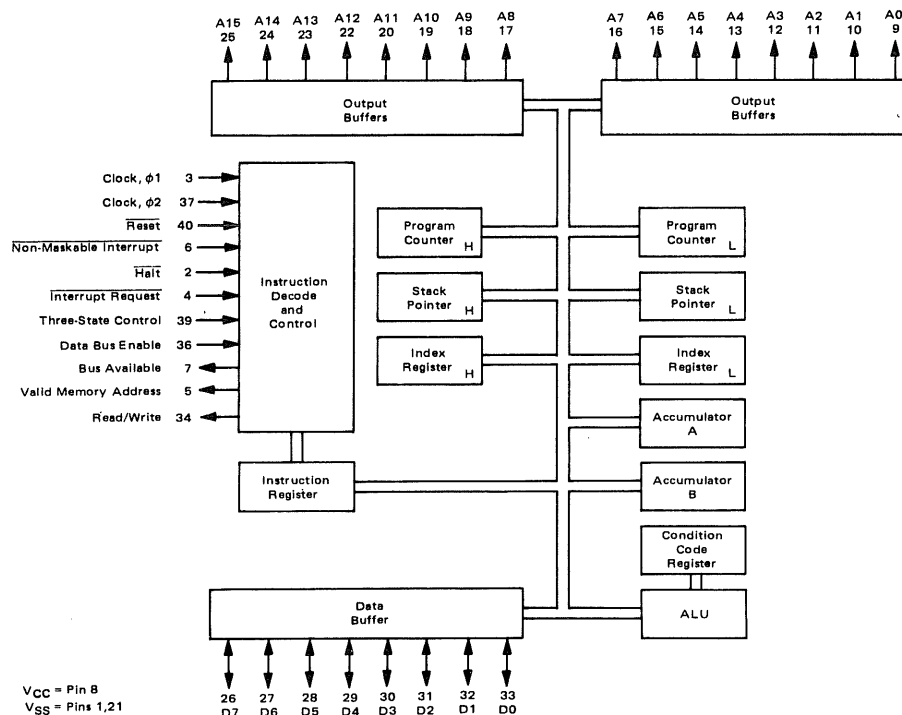 A15 A14 A13 A12 A11 A10 A9 A8 A7 A6 A5 A4 A3 A2 A1 A0
25 24 23 22 20 19 18 17 16 15 14 13 12 11 10 9
Output
Buffers
Output
Buffers
Clock, φ1 3
Clock, φ2 37
Reset 40
Non-Maskable Interrupt 6
Halt 2
Interrupt Request 4
Three-State Control 39
Data Bus Enable 36
Bus Available 7
Valid Memory Address 5
Read/Write 34
Instruction
Decode
and
Control
Instruction
Register
Program
Counter H
Program
Counter L
Stack
Pointer
H
Stack
Pointer
L
Index
Register
H
Index
Register
L
Accumulator
A
Accumulator
B
Condition
Code
Register
ALU
Data
Buffer
26 27 28 29 30 31 32 33
D7 D6 D5 D4 D3 D2 D1 D0
VCC = Pin 8
VSS = Pins 1,21